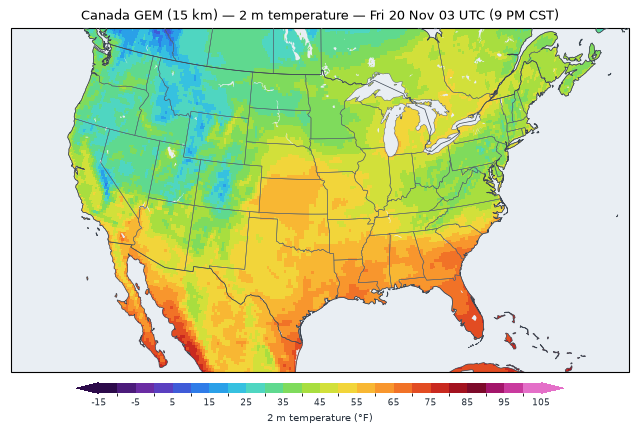 Canada GEM (15 km) — 2 m temperature — Fri 20 Nov 03 UTC (9 PM CST)
-15 -5 5 15 25 35 45 55 65 75 85 95 105
2 m temperature (°F)